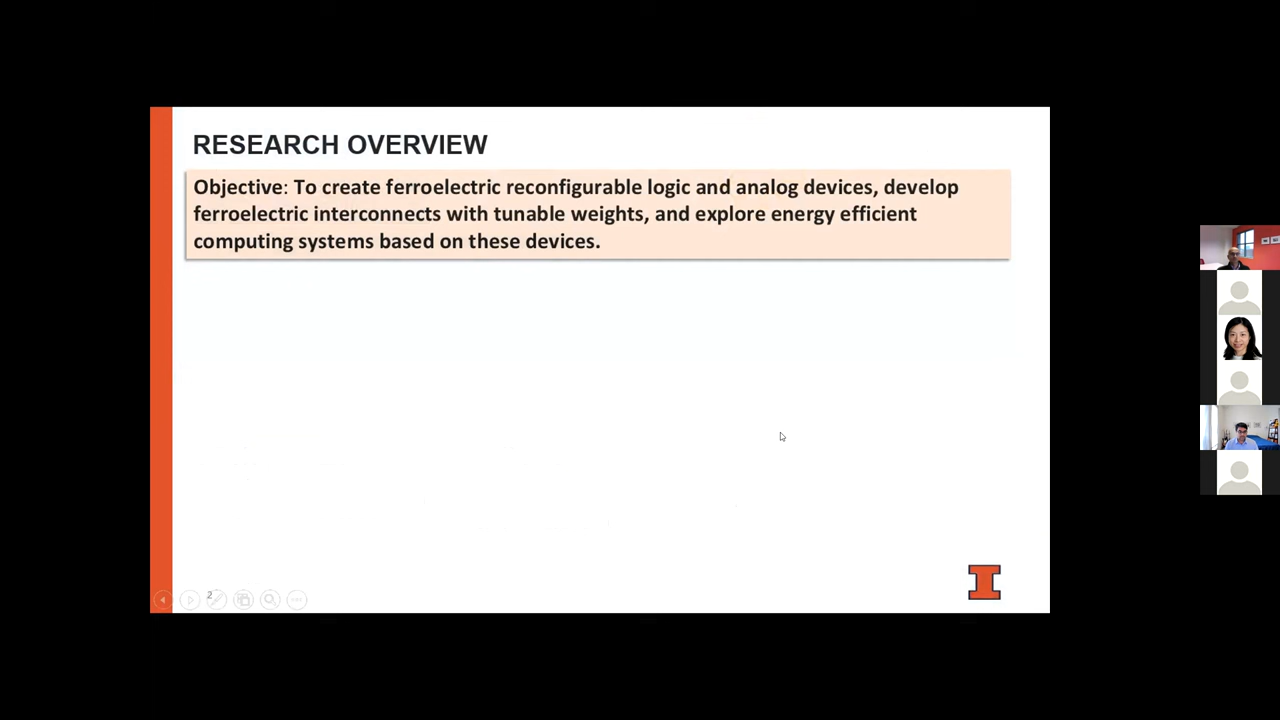 RESEARCH OVERVIEW
Objective: To create ferroelectric reconfigurable logic and analog devices, develop
ferroelectric interconnects with tunable weights, and explore energy efficient
computing systems based on these devices.
2
I